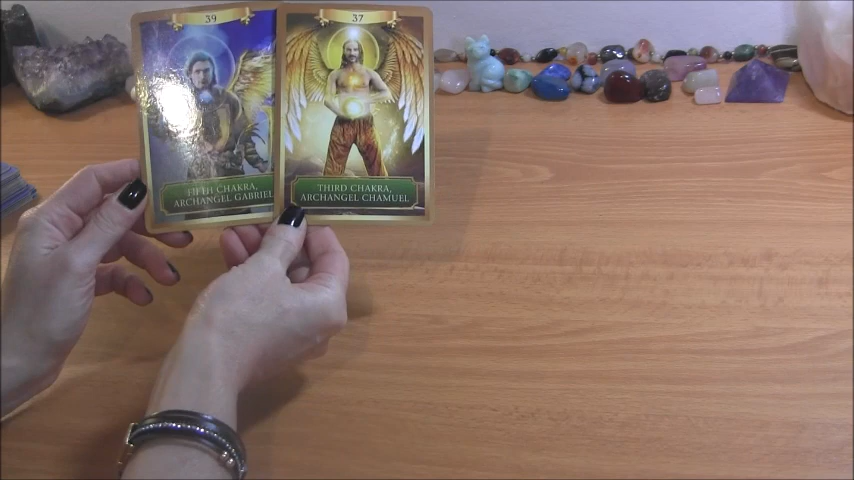 39
FIFTH CHAKRA,
ARCHANGEL GABRIEL
37
THIRD CHAKRA,
ARCHANGEL CHAMUEL